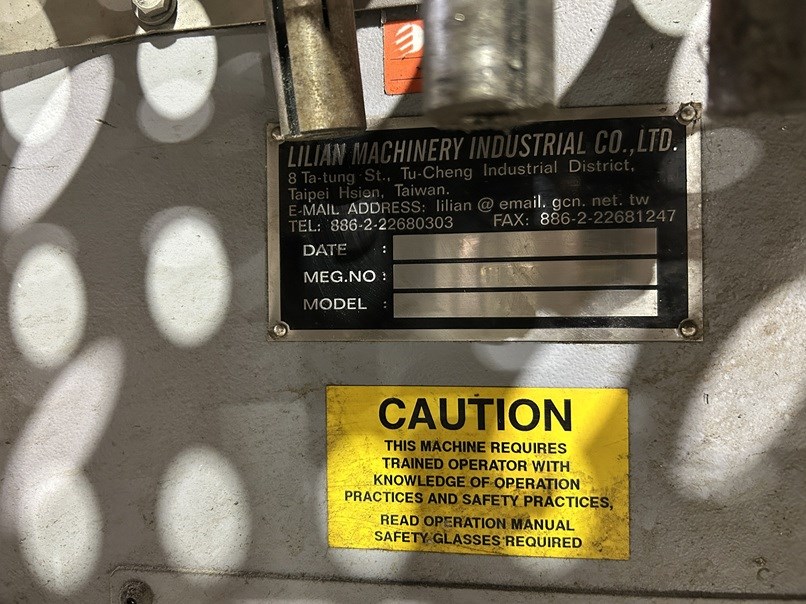 LILIAN MACHINERY INDUSTRIAL CO.,LTD.
8 Ta-tung St., Tu-Cheng Industrial District,
Taipei Hsien, Taiwan.
E-MAIL ADDRESS: lilian @ email. gcn. net. tw
TEL: 886-2-22680303 FAX: 886-2-22681247
DATE :
MEG.NO :
MODEL :
CAUTION
THIS MACHINE REQUIRES
TRAINED OPERATOR WITH
KNOWLEDGE OF OPERATION
PRACTICES AND SAFETY PRACTICES,
READ OPERATION MANUAL
SAFETY GLASSES REQUIRED